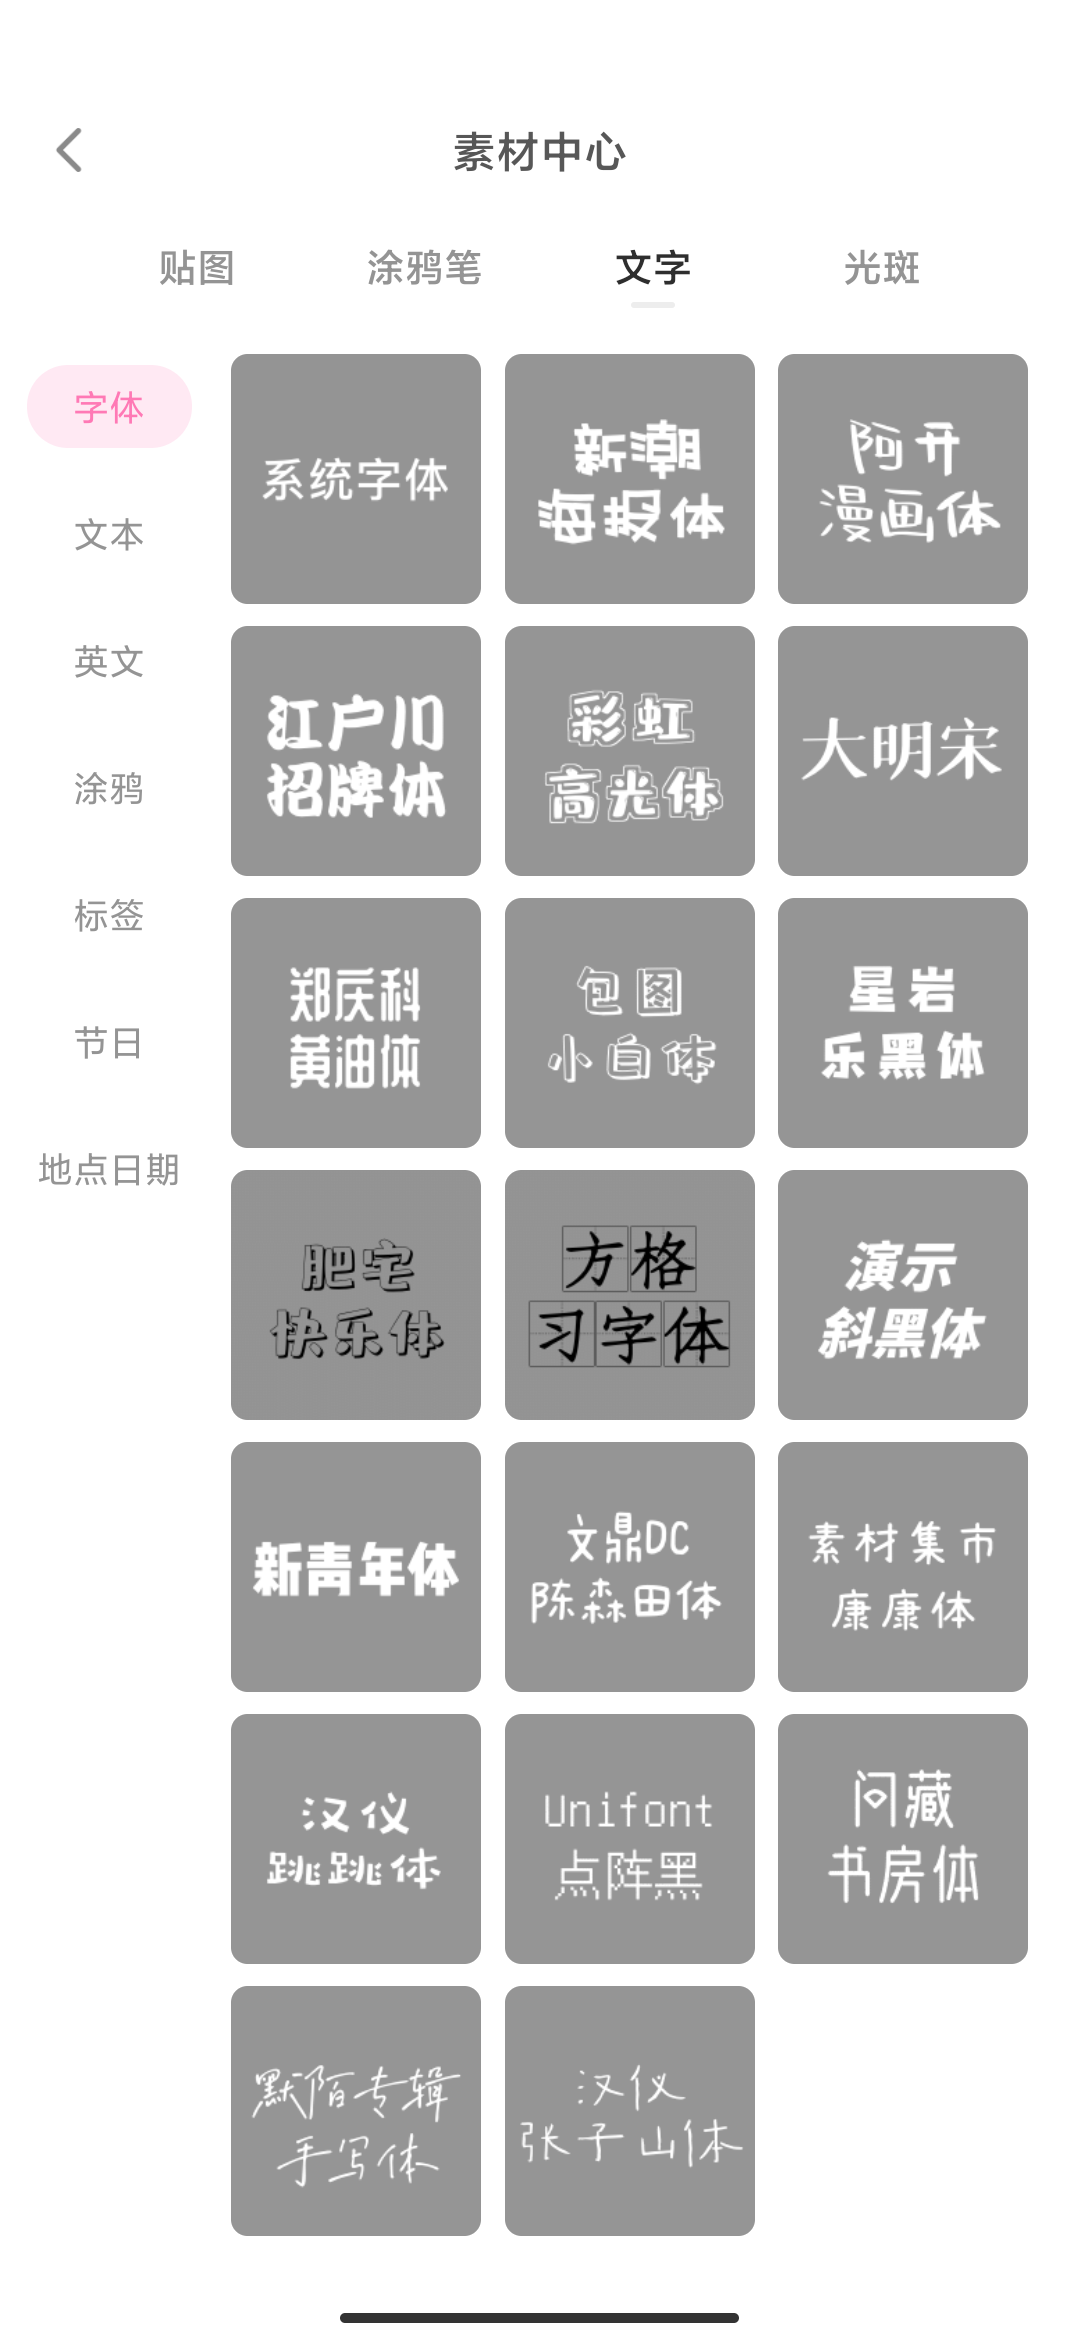 素材中心
贴图
涂鸦笔
文字
光斑
字体
文本
英文
涂鸦
标签
节日
地点日期
系统字体
新潮
海报体
阿开
漫画体
江户川
招牌体
彩虹
高光体
大明宋
郑庆科
黄油体
包图
小白体
星岩
乐黑体
肥宅
快乐体
方格
习字体
演示
斜黑体
新青年体
文鼎DC
陈森田体
素材集市
康康体
汉仪
跳跳体
Unifont
点阵黑
问藏
书房体
默陌专辑
手写体
汉仪
张子山体